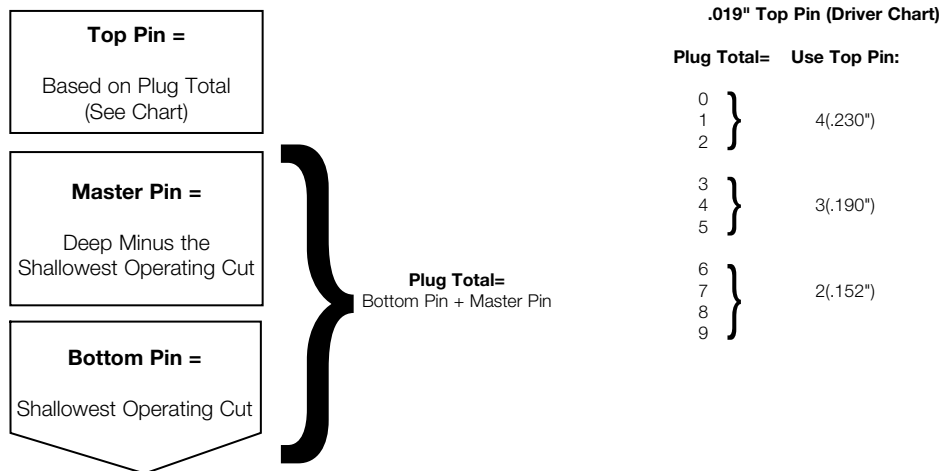 Top Pin =
Based on Plug Total
(See Chart)
Master Pin =
Deep Minus the
Shallowest Operating Cut
Bottom Pin =
Shallowest Operating Cut
Plug Total=
Bottom Pin + Master Pin
.019" Top Pin (Driver Chart)
Plug Total= Use Top Pin:
0
1
2
4(.230")
3
4
5
3(.190")
6
7
8
9
2(.152")